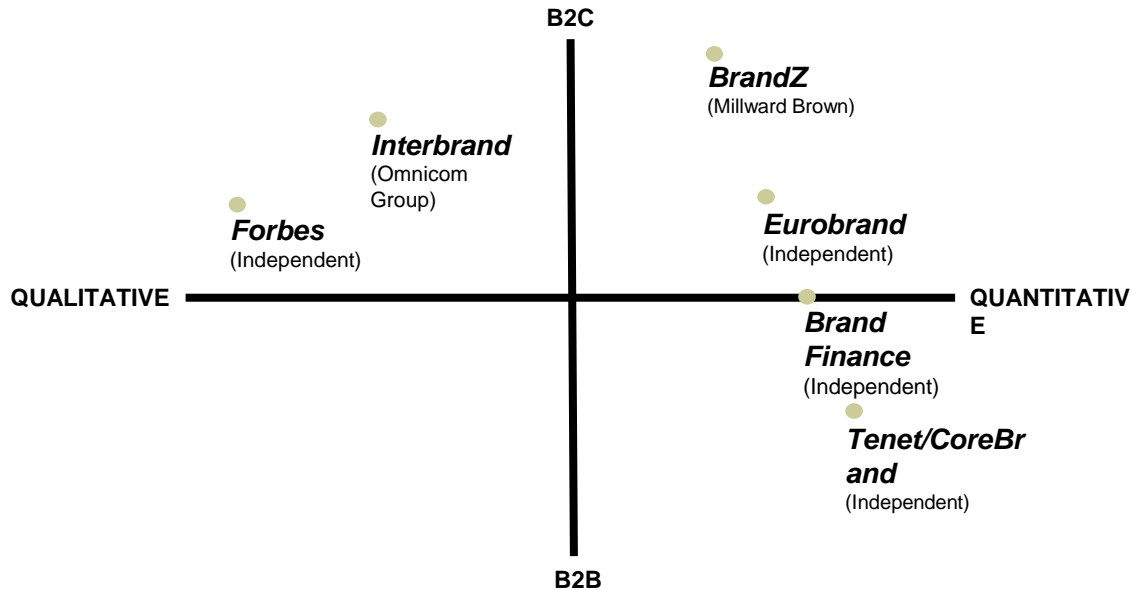 B2C
BrandZ
(Millward Brown)
Interbrand
(Omnicom
Group)
Forbes
(Independent)
Eurobrand
(Independent)
QUALITATIVE
QUANTITATIV
E
Brand
Finance
(Independent)
Tenet/CoreBr
and
(Independent)
B2B